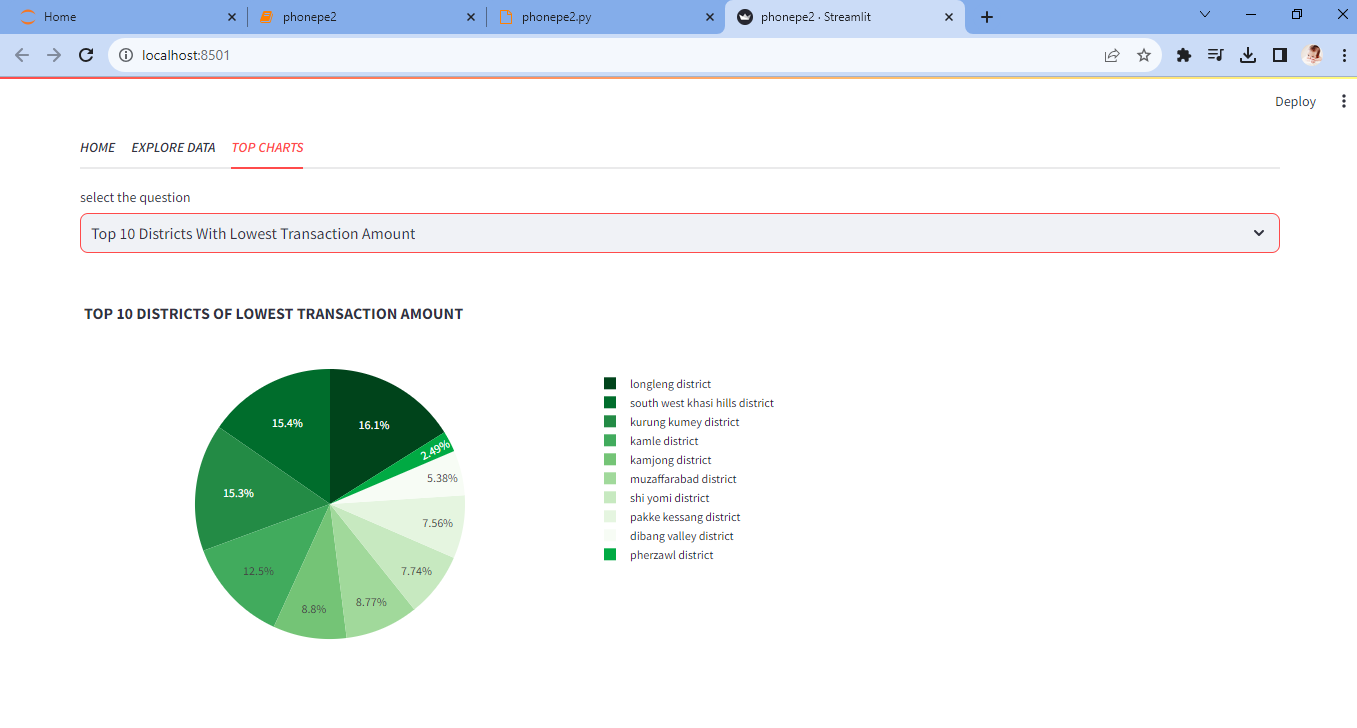 Home
phonepe2
phonepe2.py
phonepe2 · Streamlit
localhost:8501
Deploy
HOME EXPLORE DATA TOP CHARTS
select the question
Top 10 Districts With Lowest Transaction Amount
TOP 10 DISTRICTS OF LOWEST TRANSACTION AMOUNT
15.4%
16.1%
2.49%
5.38%
15.3%
7.56%
12.5%
7.74%
8.8%
8.77%
longleng district
south west khasi hills district
kurung kumey district
kamle district
kamjong district
muzaffarabad district
shi yomi district
pakke kessang district
dibang valley district
pherzawl district